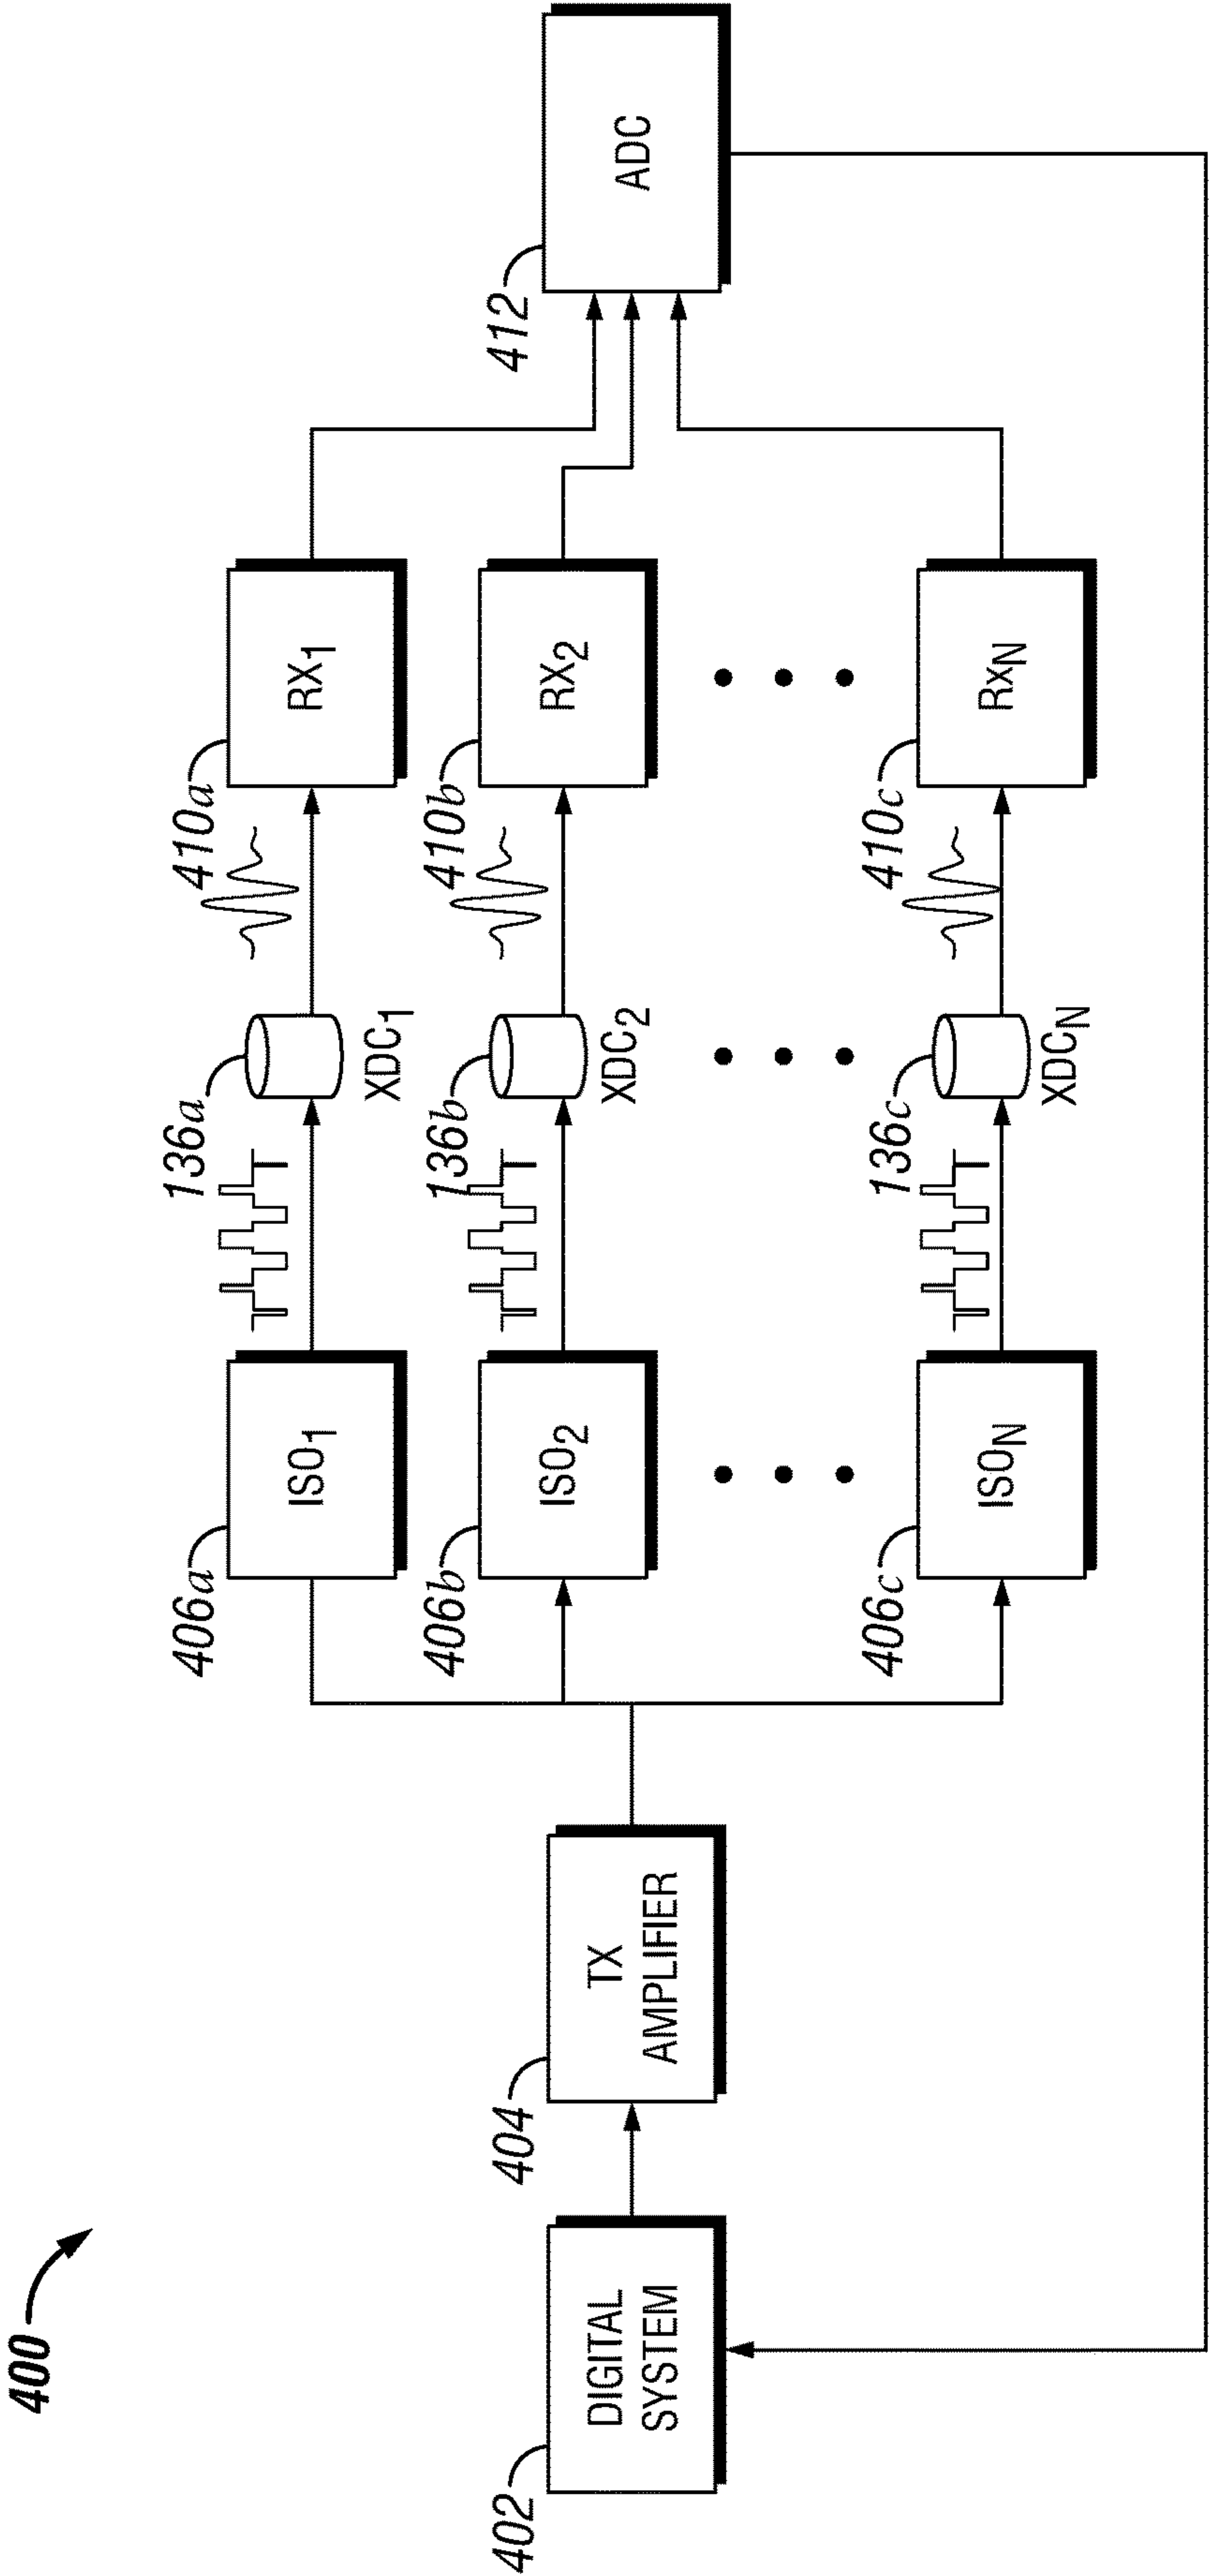 400
402
DIGITAL
SYSTEM
404
TX
AMPLIFIER
406a
ISO1
406b
ISO2
406c
ISON
136a
XDC1
136b
XDC2
136c
XDCN
410a
RX1
410b
RX2
410c
RxN
412
ADC